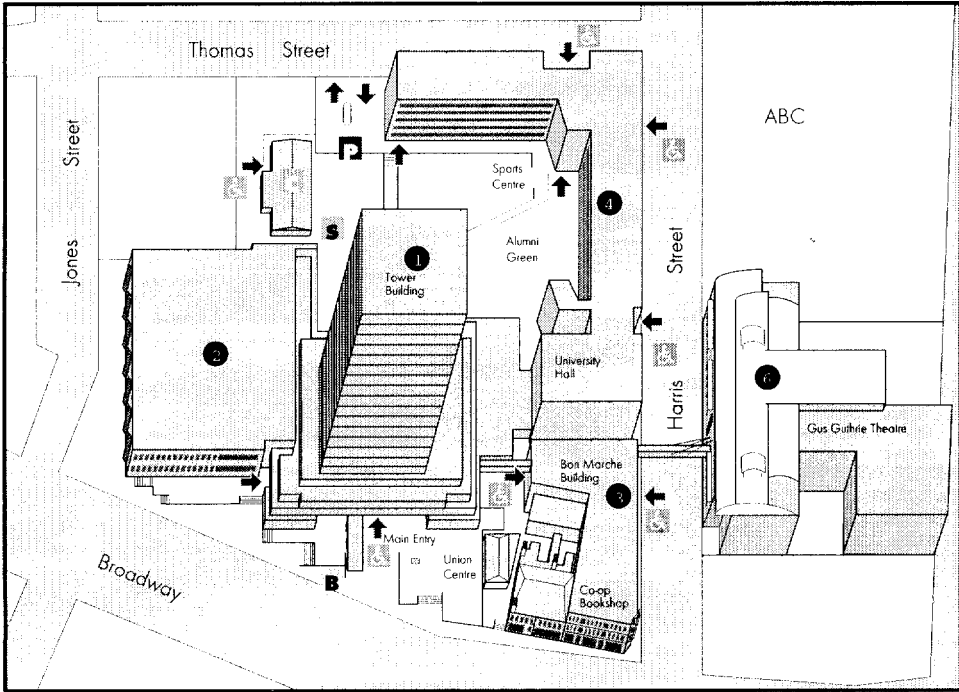 Thomas Street
ABC
Jones Street
P
Sports
Centre
4
S
1
Tower
Building
Alumni
Green
Harris Street
2
University
Hall
6
Gus Guthrie Theatre
Bon Marche
Building
3
Main Entry
Union
Centre
B
Co-op
Bookshop
Broadway